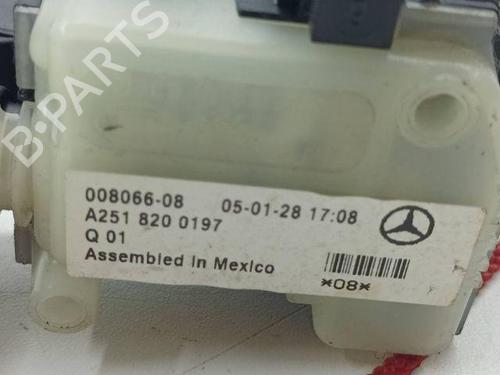 B-PARTS
008066-08 05-01-28 17:08
A251 820 0197
Q 01
Assembled in Mexico
*08*